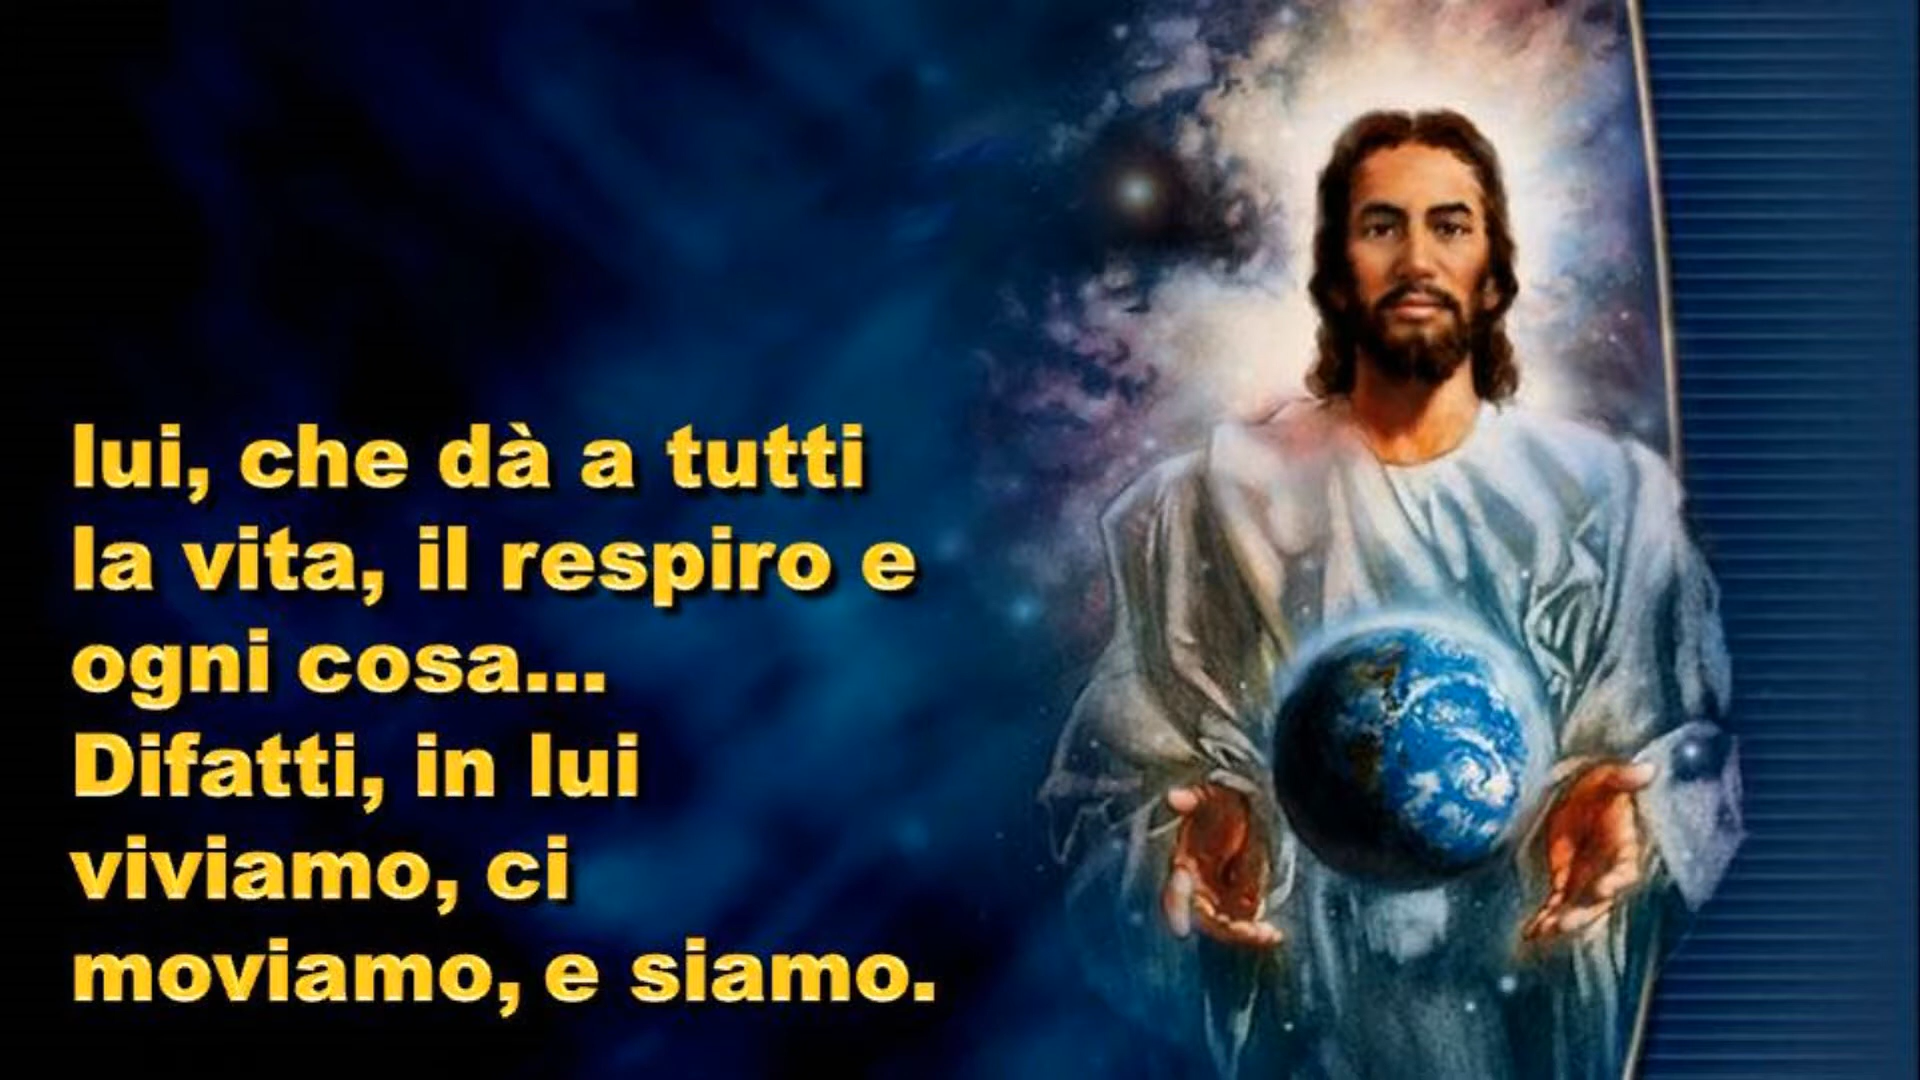 lui, che dà a tutti
la vita, il respiro e
ogni cosa...
Difatti, in lui
viviamo, ci
moviamo, e siamo.